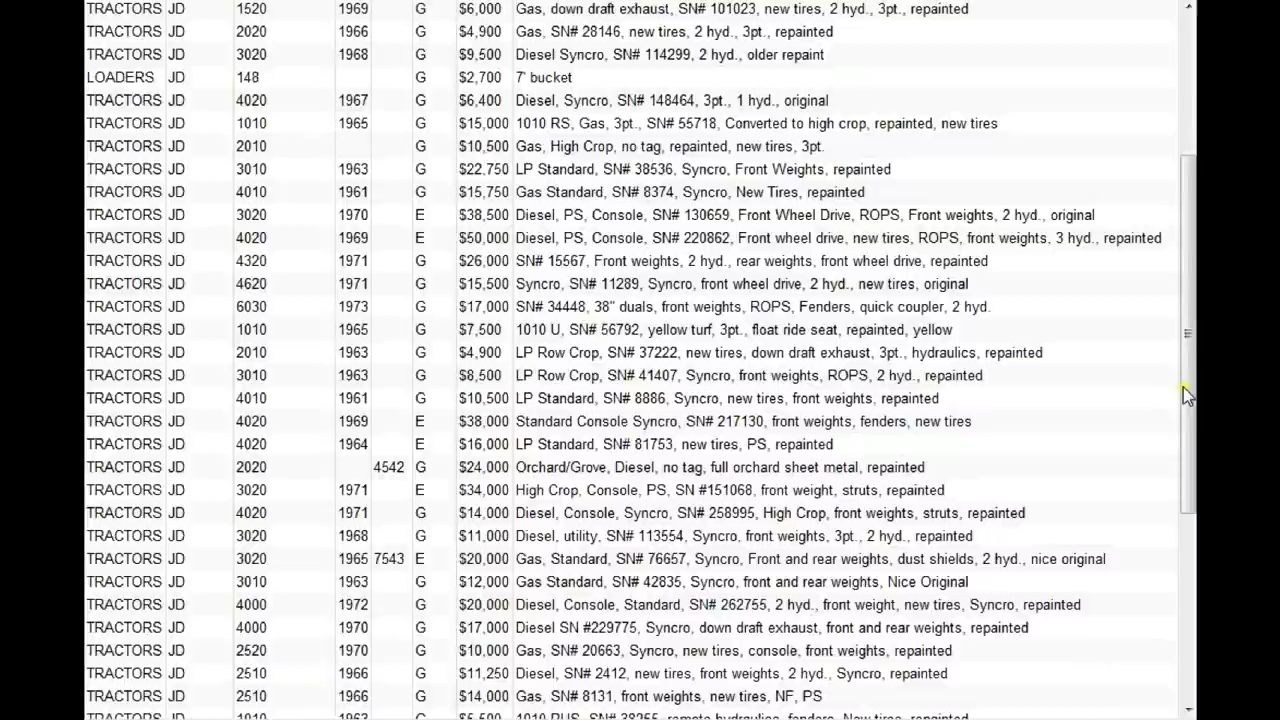 TRACTORS JD 1520 1969 G $6,000 Gas, down draft exhaust, SN# 101023, new tires, 2 hyd., 3pt., repainted
TRACTORS JD 2020 1966 G $4,900 Gas, SN# 28146, new tires, 2 hyd., 3pt., repainted
TRACTORS JD 3020 1968 G $9,500 Diesel Syncro, SN# 114299, 2 hyd., older repaint
LOADERS JD 148 G $2,700 7' bucket
TRACTORS JD 4020 1967 G $6,400 Diesel, Syncro, SN# 148464, 3pt., 1 hyd., original
TRACTORS JD 1010 1965 G $15,000 1010 RS, Gas, 3pt., SN# 55718, Converted to high crop, repainted, new tires
TRACTORS JD 2010 G $10,500 Gas, High Crop, no tag, repainted, new tires, 3pt.
TRACTORS JD 3010 1963 G $22,750 LP Standard, SN# 38536, Syncro, Front Weights, repainted
TRACTORS JD 4010 1961 G $15,750 Gas Standard, SN# 8374, Syncro, New Tires, repainted
TRACTORS JD 3020 1970 E $38,500 Diesel, PS, Console, SN# 130659, Front Wheel Drive, ROPS, Front weights, 2 hyd., original
TRACTORS JD 4020 1969 E $50,000 Diesel, PS, Console, SN# 220862, Front wheel drive, new tires, ROPS, front weights, 3 hyd., repainted
TRACTORS JD 4320 1971 G $26,000 SN# 15567, Front weights, 2 hyd., rear weights, front wheel drive, repainted
TRACTORS JD 4620 1971 G $15,500 Syncro, SN# 11289, Syncro, front wheel drive, 2 hyd., new tires, original
TRACTORS JD 6030 1973 G $17,000 SN# 34448, 38" duals, front weights, ROPS, Fenders, quick coupler, 2 hyd.
TRACTORS JD 1010 1965 G $7,500 1010 U, SN# 56792, yellow turf, 3pt., float ride seat, repainted, yellow
TRACTORS JD 2010 1963 G $4,900 LP Row Crop, SN# 37222, new tires, down draft exhaust, 3pt., hydraulics, repainted
TRACTORS JD 3010 1963 G $8,500 LP Row Crop, SN# 41407, Syncro, front weights, ROPS, 2 hyd., repainted
TRACTORS JD 4010 1961 G $10,500 LP Standard, SN# 8886, Syncro, new tires, front weights, repainted
TRACTORS JD 4020 1969 E $38,000 Standard Console Syncro, SN# 217130, front weights, fenders, new tires
TRACTORS JD 4020 1964 E $16,000 LP Standard, SN# 81753, new tires, PS, repainted
TRACTORS JD 2020 4542 G $24,000 Orchard/Grove, Diesel, no tag, full orchard sheet metal, repainted
TRACTORS JD 3020 1971 E $34,000 High Crop, Console, PS, SN #151068, front weight, struts, repainted
TRACTORS JD 4020 1971 G $14,000 Diesel, Console, Syncro, SN# 258995, High Crop, front weights, struts, repainted
TRACTORS JD 3020 1968 G $11,000 Diesel, utility, SN# 113554, Syncro, front weights, 3pt., 2 hyd., repainted
TRACTORS JD 3020 1965 7543 E $20,000 Gas, Standard, SN# 76657, Syncro, Front and rear weights, dust shields, 2 hyd., nice original
TRACTORS JD 3010 1963 G $12,000 Gas Standard, SN# 42835, Syncro, front and rear weights, Nice Original
TRACTORS JD 4000 1972 G $20,000 Diesel, Console, Standard, SN# 262755, 2 hyd., front weight, new tires, Syncro, repainted
TRACTORS JD 4000 1970 G $17,000 Diesel SN #229775, Syncro, down draft exhaust, front and rear weights, repainted
TRACTORS JD 2520 1970 G $10,000 Gas, SN# 20663, Syncro, new tires, console, front weights, repainted
TRACTORS JD 2510 1966 G $11,250 Diesel, SN# 2412, new tires, front weights, 2 hyd., Syncro, repainted
TRACTORS JD 2510 1966 G $14,000 Gas, SN# 8131, front weights, new tires, NF, PS
TRACTORS JD 1010 1963 G $5,500 1010 RUS, SN# 38255, remote hydraulics, fenders, New tires, repainted